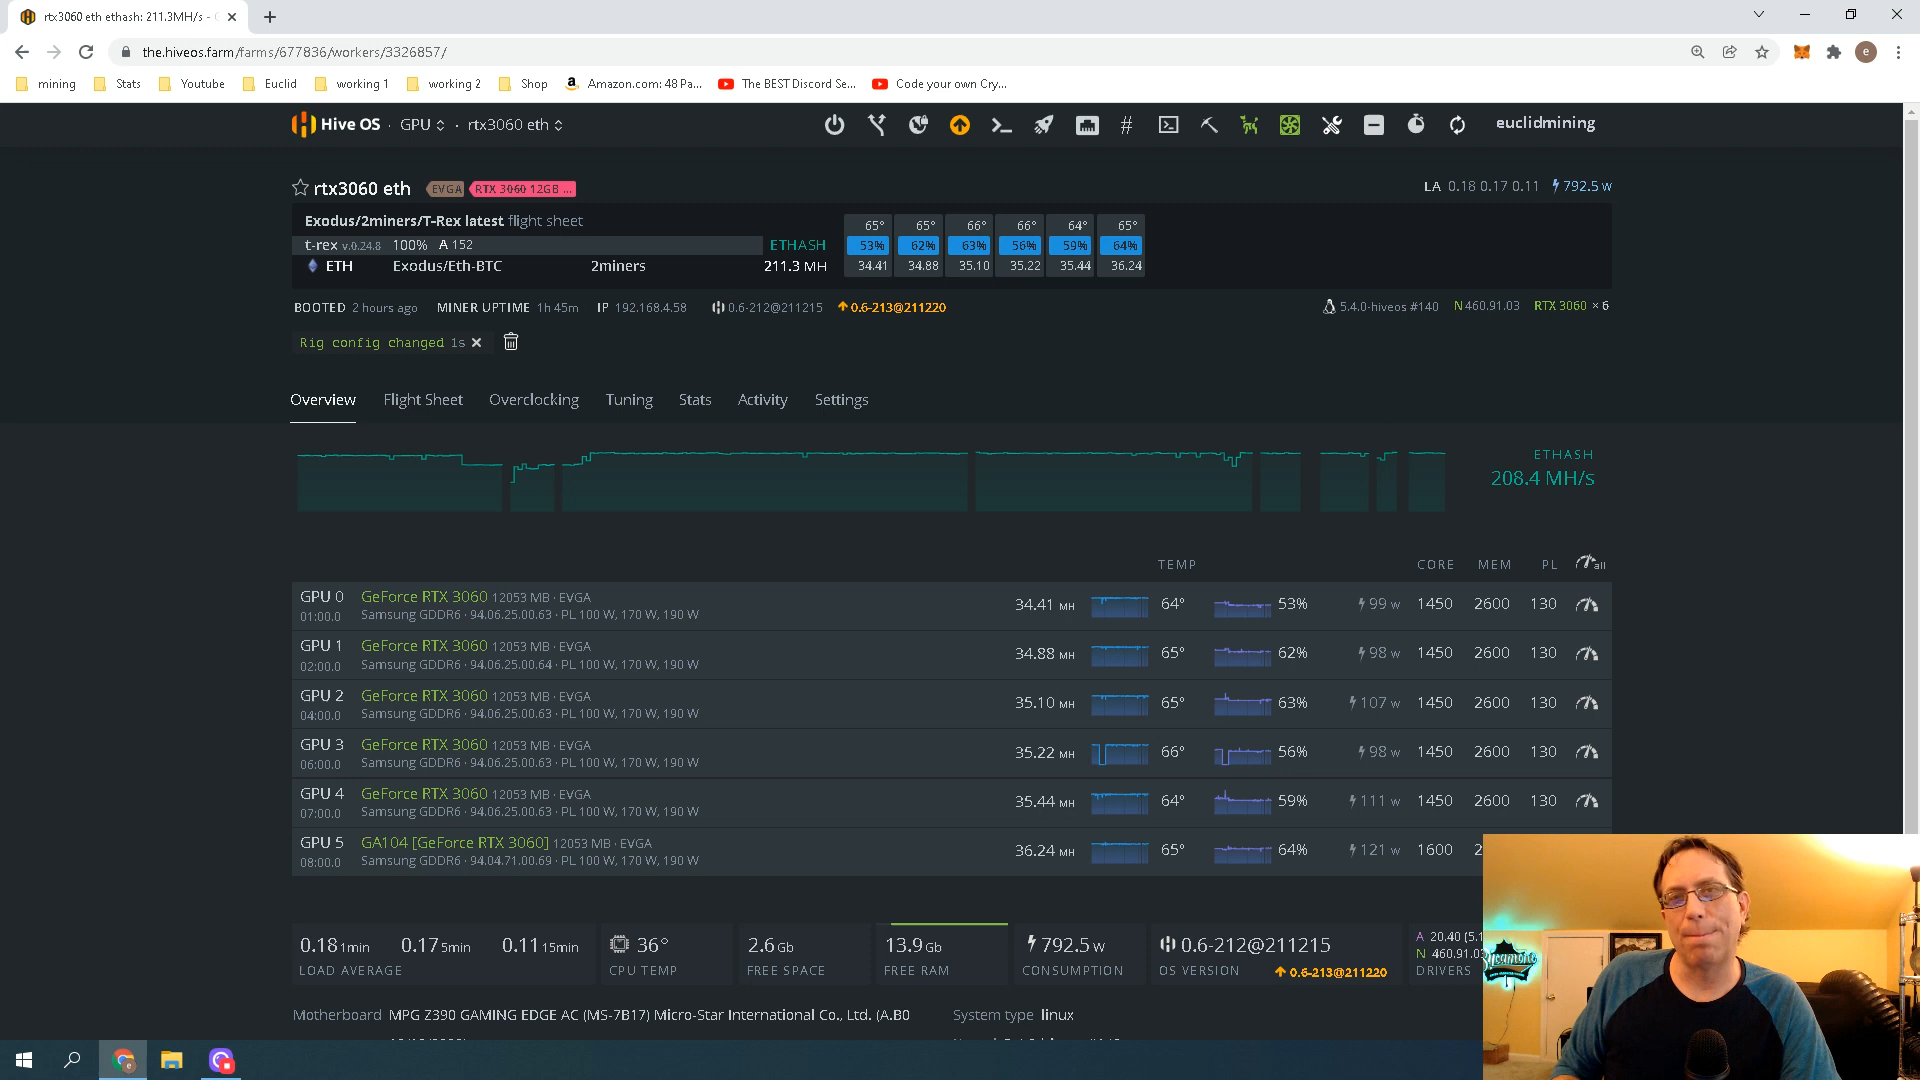 rtx3060 eth ethash: 211.3MH/s -
the.hiveos.farm/farms/677836/workers/3326857/
e
mining Stats Youtube Euclid working 1 working 2 Shop Amazon.com: 48 Pa... The BEST Discord Se... Code your own Cry...
Hive OS · GPU · rtx3060 eth euclidmining
rtx3060 eth EVGA RTX 3060 12GB ... LA 0.18 0.17 0.11 792.5 W
Exodus/2miners/T-Rex latest flight sheet 65° 65° 66° 66° 64° 65°
t-rex v.0.24.8 100% A 152 ETHASH 53% 62% 63% 56% 59% 64%
ETH Exodus/Eth-BTC 2miners 211.3 MH 34.41 34.88 35.10 35.22 35.44 36.24
BOOTED 2 hours ago MINER UPTIME 1h 45m IP 192.168.4.58 0.6-212@211215 0.6-213@211220 5.4.0-hiveos #140 N 460.91.03 RTX 3060 × 6
Rig config changed 1s
Overview Flight Sheet Overclocking Tuning Stats Activity Settings
ETHASH
208.4 MH/s
TEMP CORE MEM PL all
GPU 0 GeForce RTX 3060 12053 MB · EVGA 34.41 MH 64° 53% 99 W 1450 2600 130
01:00.0 Samsung GDDR6 · 94.06.25.00.63 · PL 100 W, 170 W, 190 W
GPU 1 GeForce RTX 3060 12053 MB · EVGA 34.88 MH 65° 62% 98 W 1450 2600 130
02:00.0 Samsung GDDR6 · 94.06.25.00.64 · PL 100 W, 170 W, 190 W
GPU 2 GeForce RTX 3060 12053 MB · EVGA 35.10 MH 65° 63% 107 W 1450 2600 130
04:00.0 Samsung GDDR6 · 94.06.25.00.63 · PL 100 W, 170 W, 190 W
GPU 3 GeForce RTX 3060 12053 MB · EVGA 35.22 MH 66° 56% 98 W 1450 2600 130
06:00.0 Samsung GDDR6 · 94.06.25.00.63 · PL 100 W, 170 W, 190 W
GPU 4 GeForce RTX 3060 12053 MB · EVGA 35.44 MH 64° 59% 111 W 1450 2600 130
07:00.0 Samsung GDDR6 · 94.06.25.00.63 · PL 100 W, 170 W, 190 W
GPU 5 GA104 [GeForce RTX 3060] 12053 MB · EVGA 36.24 MH 65° 64% 121 W 1600 2
08:00.0 Samsung GDDR6 · 94.04.71.00.69 · PL 100 W, 170 W, 190 W
0.18 1min 0.17 5min 0.11 15min 36° 2.6 Gb 13.9 Gb 792.5 W 0.6-212@211215 A 20.40 (5.1
N 460.91.03
LOAD AVERAGE CPU TEMP FREE SPACE FREE RAM CONSUMPTION OS VERSION 0.6-213@211220 DRIVERS
Sycamore
Motherboard MPG Z390 GAMING EDGE AC (MS-7B17) Micro-Star International Co., Ltd. (A.B0 System type linux